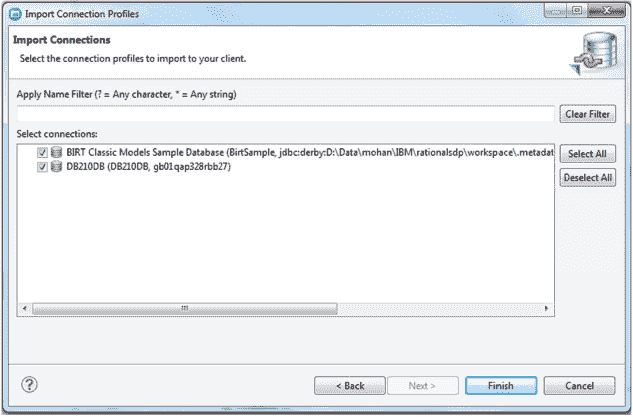 Import Connection Profiles
Import Connections
Select the connection profiles to import to your client.
Apply Name Filter (? = Any character, * = Any string)
Clear Filter
Select connections:
BIRT Classic Models Sample Database (BirtSample, jdbc:derby:D:\Data\mohan\IBM\rationalsdp\workspace\.metadat
Select All
DB210DB (DB210DB, gb01qap328rbb27)
Deselect All
?
< Back
Next >
Finish
Cancel